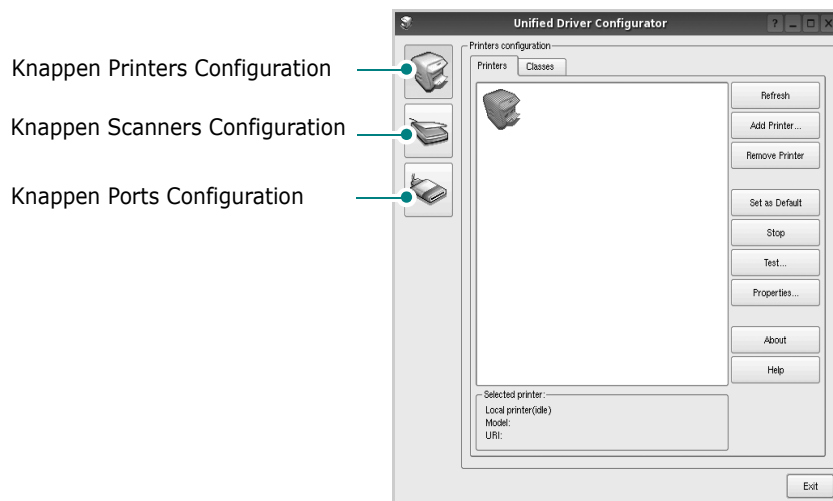 Unified Driver Configurator
Printers configuration
Printers
Classes
Knappen Printers Configuration
Knappen Scanners Configuration
Knappen Ports Configuration
Refresh
Add Printer...
Remove Printer
Set as Default
Stop
Test...
Properties...
About
Help
Selected printer:
Local printer(idle)
Model:
URI:
Exit